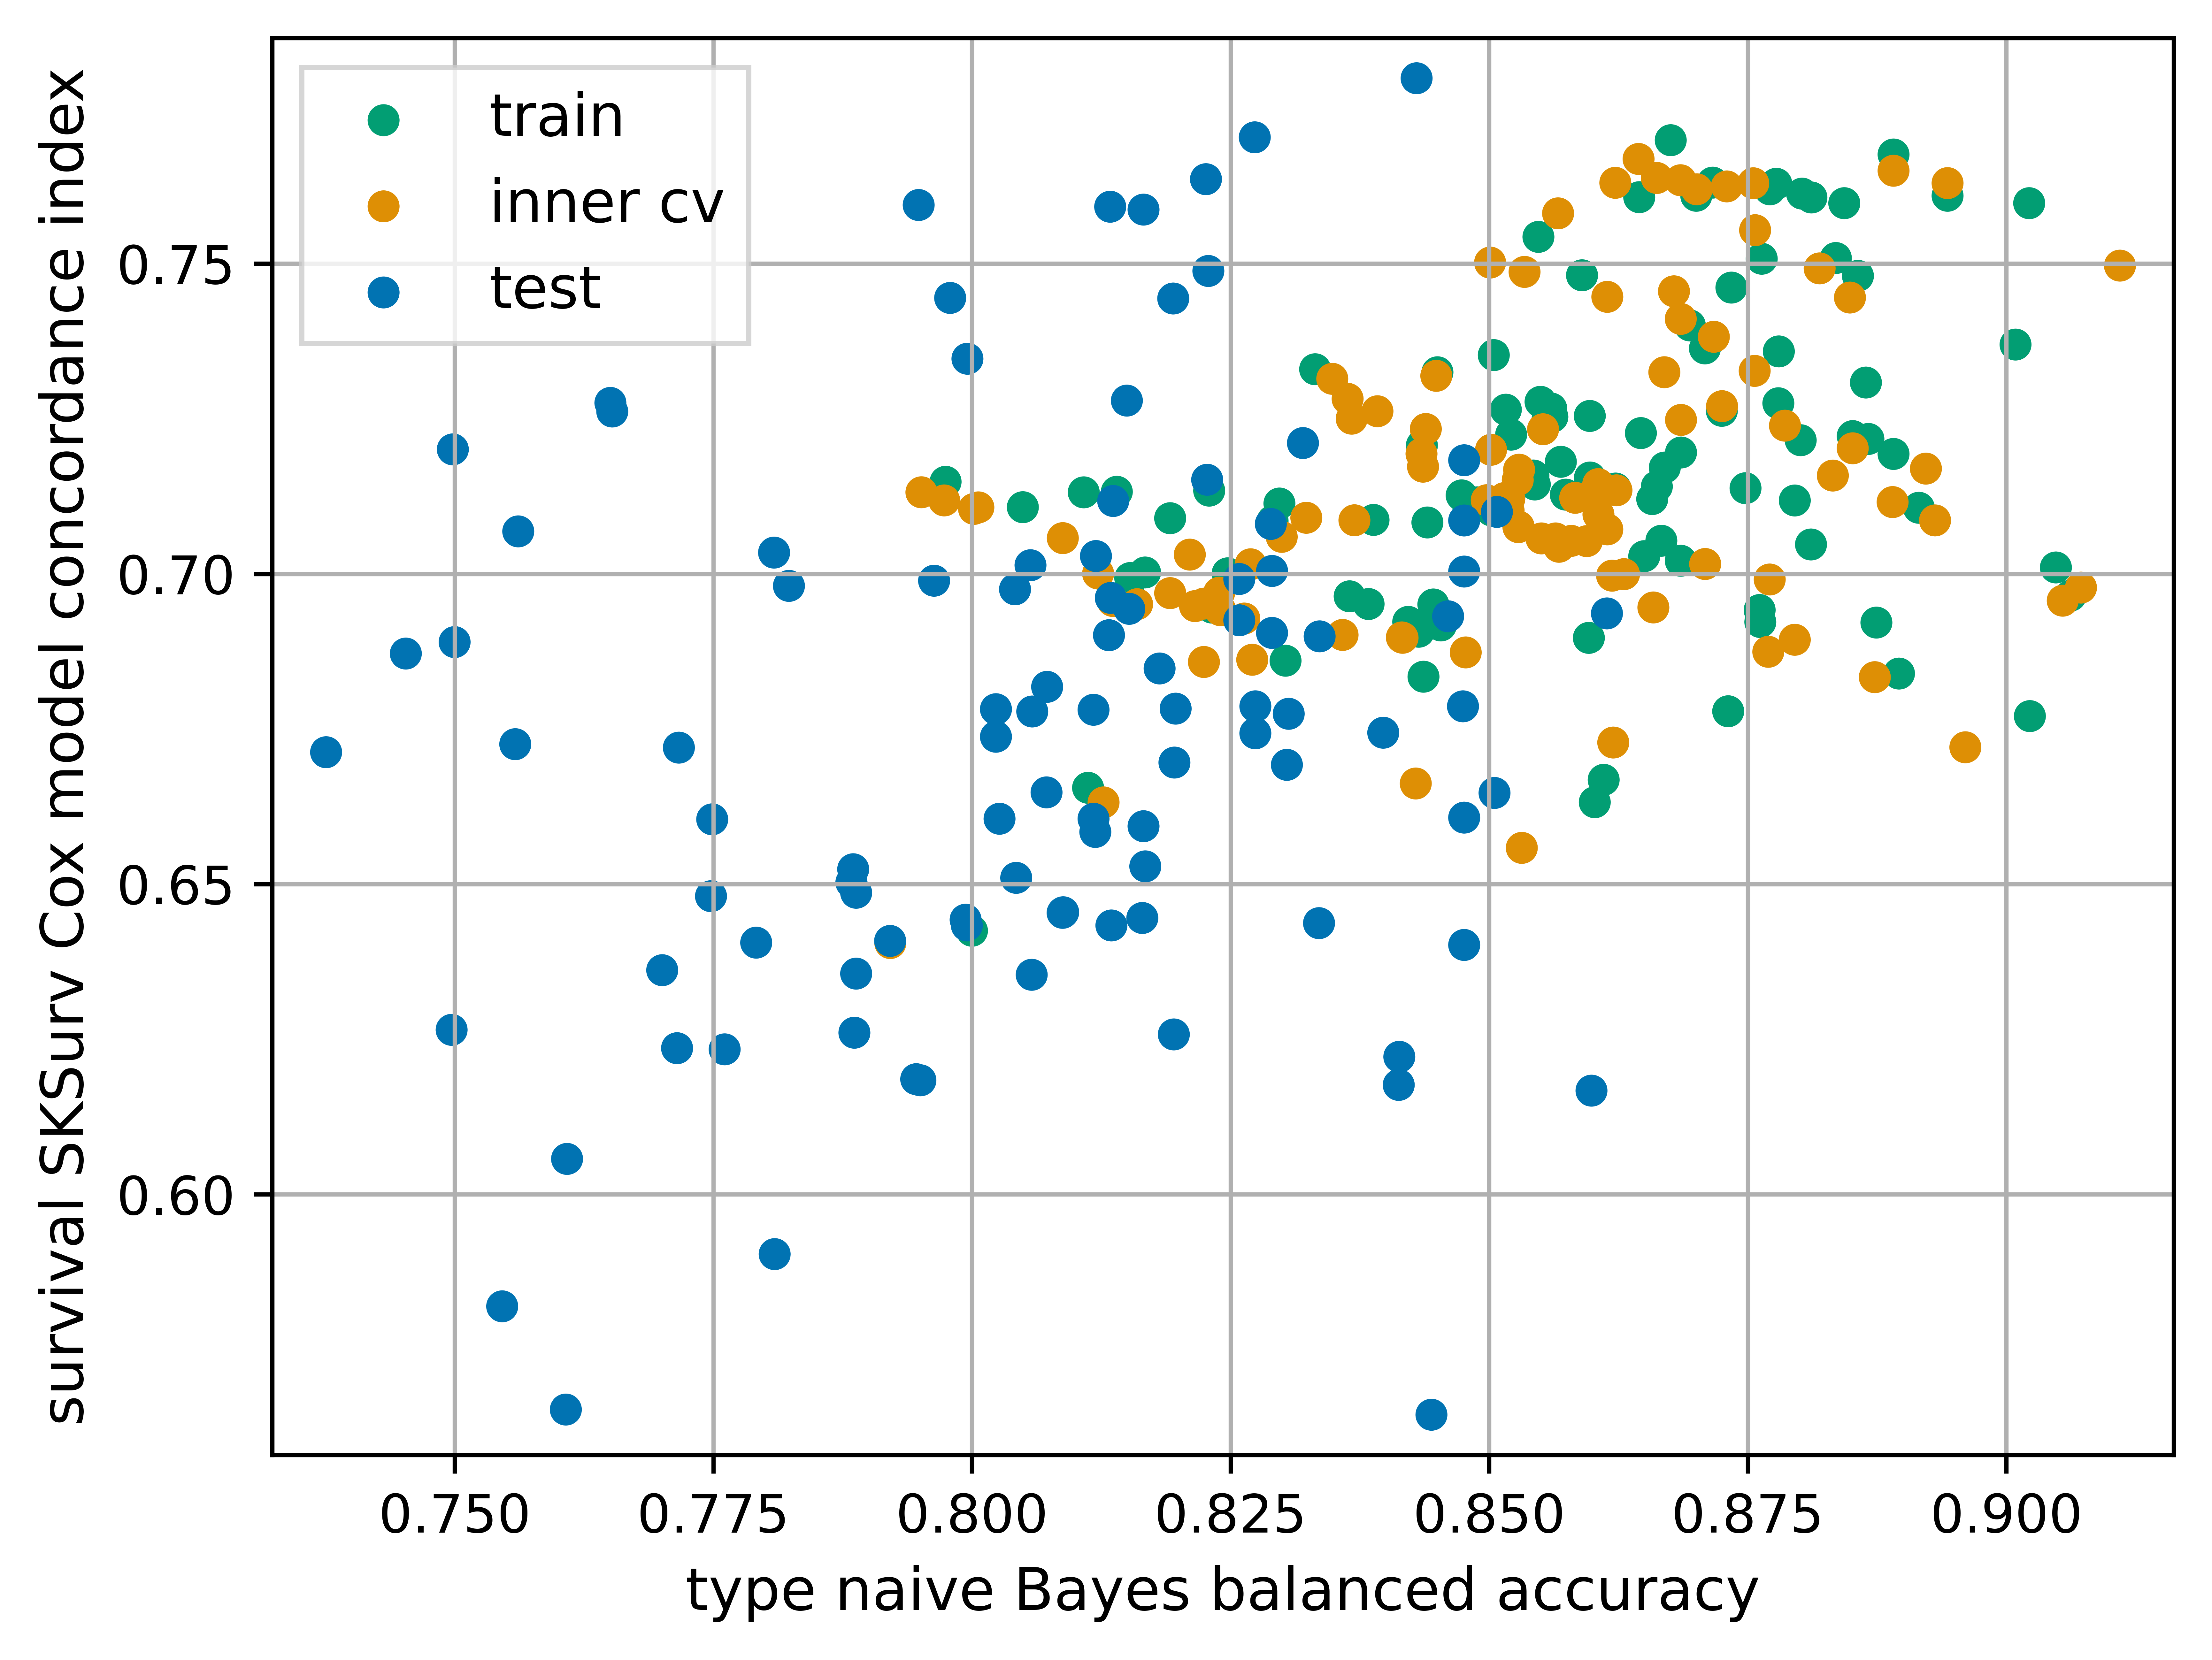 train
inner cv
test
survival SKSurv Cox model concordance index
0.75
0.70
0.65
0.60
0.750 0.775 0.800 0.825 0.850 0.875 0.900
type naive Bayes balanced accuracy